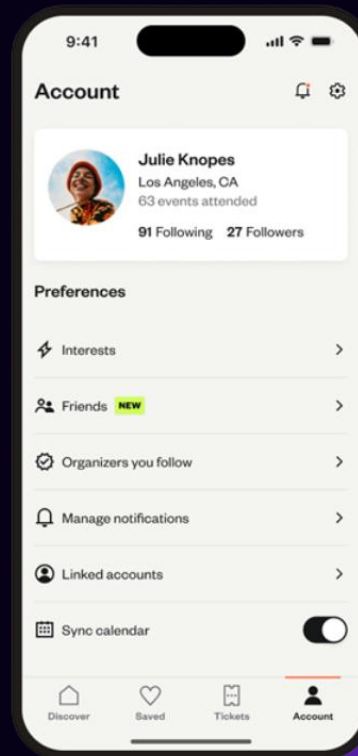 9:41
Account
Julie Knopes
Los Angeles, CA
63 events attended
91 Following 27 Followers
Preferences
Interests
Friends NEW
Organizers you follow
Manage notifications
Linked accounts
Sync calendar
Discover Saved Tickets Account